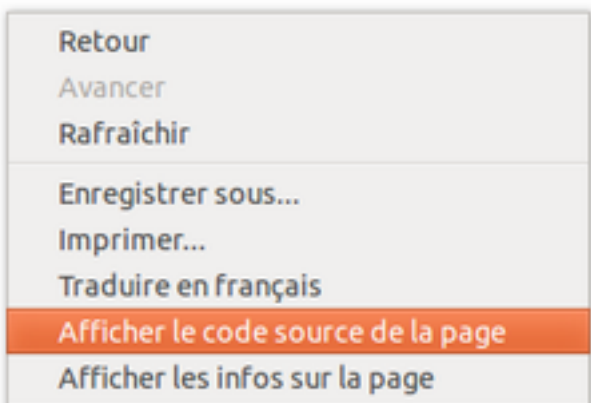 Retour
Avancer
Rafraîchir
Enregistrer sous...
Imprimer...
Traduire en français
Afficher le code source de la page
Afficher les infos sur la page